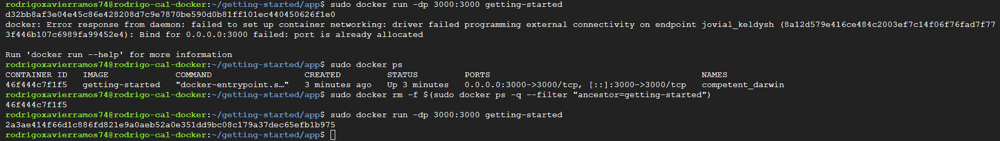 rodrigoxavierramos74@rodrigo-ca1-docker:~/getting-started/app$ sudo docker run -dp 3000:3000 getting-started
d32bb8af3e04e45c86e428208d7c9e7870be590d0b81ff101ec440450626f1e0
docker: Error response from daemon: failed to set up container networking: driver failed programming external connectivity on endpoint jovial_keldysh (8a12d579e416ce484c2003ef7c14f06f76fad7f77
3f446b107c6989fa99452e4): Bind for 0.0.0.0:3000 failed: port is already allocated
Run 'docker run --help' for more information
rodrigoxavierramos74@rodrigo-ca1-docker:~/getting-started/app$ sudo docker ps
CONTAINER ID   IMAGE             COMMAND                  CREATED         STATUS         PORTS                                         NAMES
46f444c7f1f5   getting-started   "docker-entrypoint.s…"   3 minutes ago   Up 3 minutes   0.0.0.0:3000->3000/tcp, [::]:3000->3000/tcp   competent_darwin
rodrigoxavierramos74@rodrigo-ca1-docker:~/getting-started/app$ sudo docker rm -f $(sudo docker ps -q --filter "ancestor=getting-started")
46f444c7f1f5
rodrigoxavierramos74@rodrigo-ca1-docker:~/getting-started/app$ sudo docker run -dp 3000:3000 getting-started
2a3ae414f66d1c886fd821e9a0aeb52a0e351dd9bc08c179a37dec65efb1b975
rodrigoxavierramos74@rodrigo-ca1-docker:~/getting-started/app$